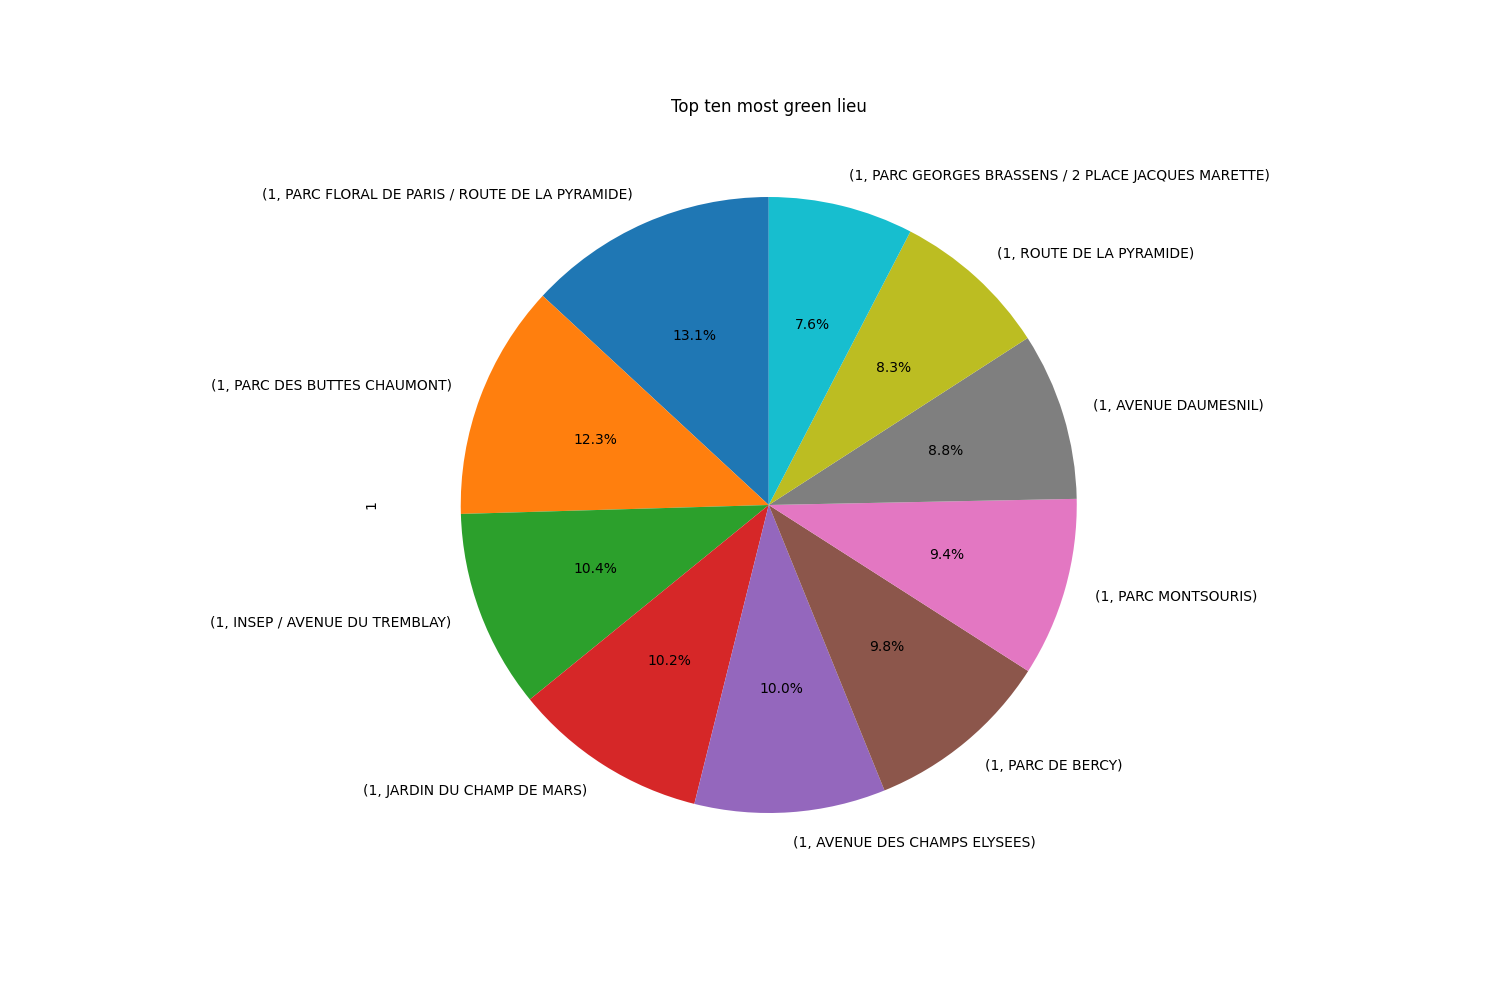 Top ten most green lieu
(1, PARC GEORGES BRASSENS / 2 PLACE JACQUES MARETTE)
(1, PARC FLORAL DE PARIS / ROUTE DE LA PYRAMIDE)
(1, ROUTE DE LA PYRAMIDE)
7.6%
13.1%
8.3%
(1, PARC DES BUTTES CHAUMONT)
(1, AVENUE DAUMESNIL)
12.3%
8.8%
1
9.4%
10.4%
(1, PARC MONTSOURIS)
(1, INSEP / AVENUE DU TREMBLAY)
9.8%
10.2%
10.0%
(1, PARC DE BERCY)
(1, JARDIN DU CHAMP DE MARS)
(1, AVENUE DES CHAMPS ELYSEES)